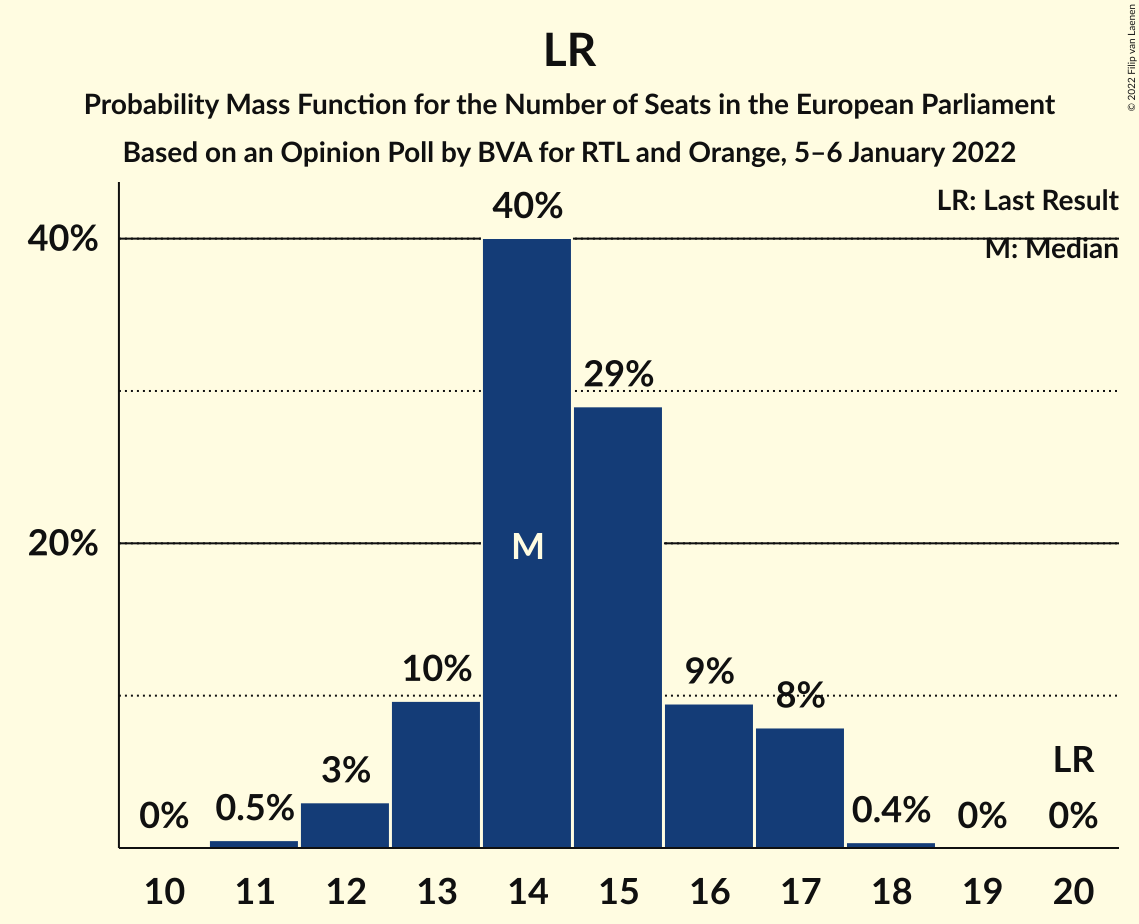 LR
Probability Mass Function for the Number of Seats in the European Parliament
Based on an Opinion Poll by BVA for RTL and Orange, 5–6 January 2022
© 2022 Filip van Laenen
LR: Last Result
M: Median
40%
20%
0%
0.5%
3%
10%
40%
M
29%
9%
8%
0.4%
0%
LR
0%
10 11 12 13 14 15 16 17 18 19 20